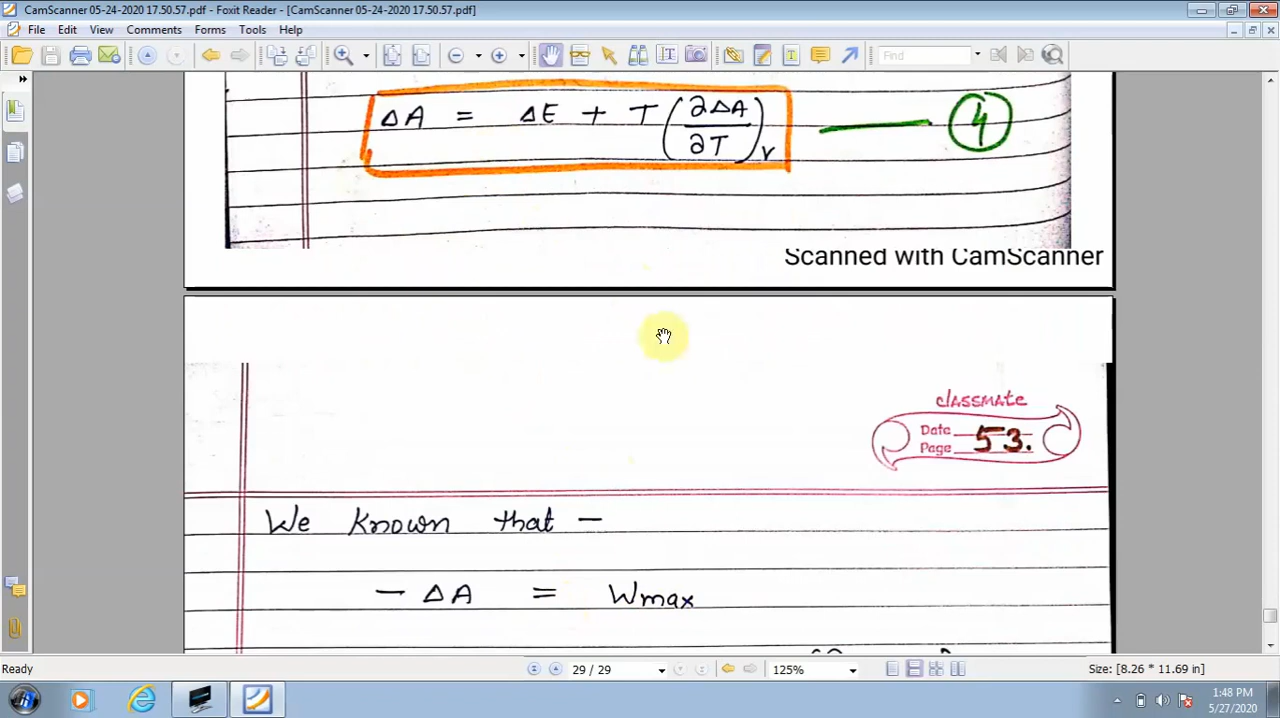 CamScanner 05-24-2020 17.50.57.pdf - Foxit Reader - [CamScanner 05-24-2020 17.50.57.pdf]
File Edit View Comments Forms Tools Help
Find
ΔA = ΔE + T(∂ΔA/∂T)v ——— 4
Scanned with CamScanner
classmate
Date
Page 53.
We known that –
– ΔA = Wmax
Ready
29 / 29
125%
Size: [8.26 * 11.69 in]
1:48 PM
5/27/2020